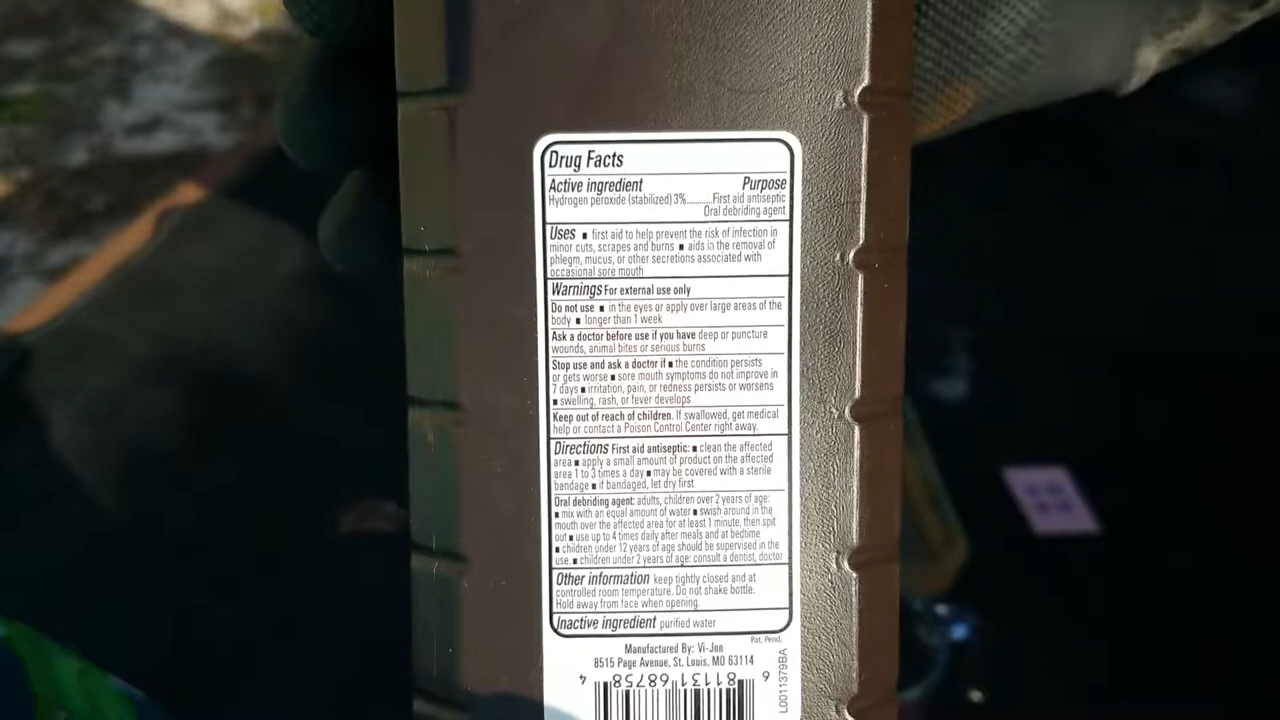 Drug Facts
Active ingredient Purpose
Hydrogen peroxide (stabilized) 3%............First aid antiseptic
Oral debriding agent
Uses ■ first aid to help prevent the risk of infection in
minor cuts, scrapes and burns ■ aids in the removal of
phlegm, mucus, or other secretions associated with
occasional sore mouth
Warnings For external use only
Do not use ■ in the eyes or apply over large areas of the
body ■ longer than 1 week
Ask a doctor before use if you have deep or puncture
wounds, animal bites or serious burns
Stop use and ask a doctor if ■ the condition persists
or gets worse ■ sore mouth symptoms do not improve in
7 days ■ irritation, pain, or redness persists or worsens
■ swelling, rash, or fever develops
Keep out of reach of children. If swallowed, get medical
help or contact a Poison Control Center right away.
Directions First aid antiseptic: ■ clean the affected
area ■ apply a small amount of product on the affected
area 1 to 3 times a day ■ may be covered with a sterile
bandage ■ if bandaged, let dry first
Oral debriding agent: adults, children over 2 years of age:
■ mix with an equal amount of water ■ swish around in the
mouth over the affected area for at least 1 minute, then spit
out ■ use up to 4 times daily after meals and at bedtime
■ children under 12 years of age should be supervised in the
use. ■ children under 2 years of age: consult a dentist, doctor
Other information keep tightly closed and at
controlled room temperature. Do not shake bottle.
Hold away from face when opening.
Inactive ingredient purified water
Pat. Pend.
Manufactured By: Vi-Jon
8515 Page Avenue, St. Louis, MO 63114
6 81131 68758 4
L0011379BA